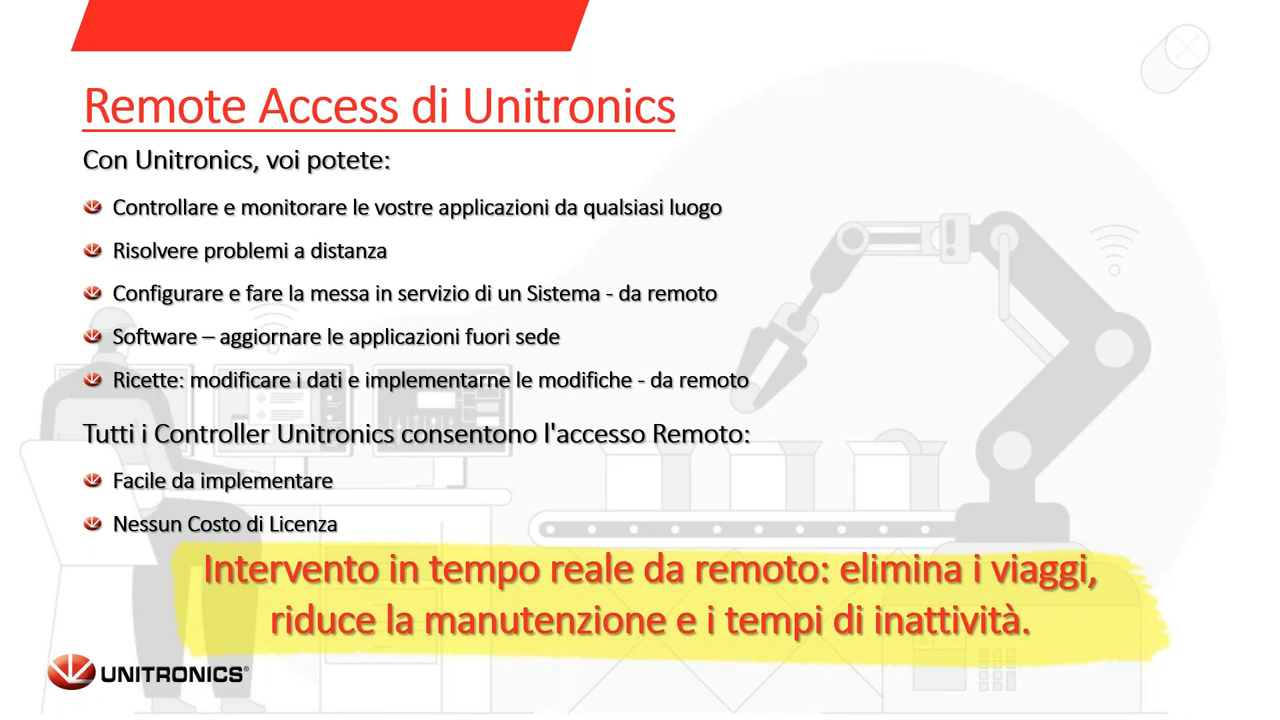 Remote Access di Unitronics
Con Unitronics, voi potete:
Controllare e monitorare le vostre applicazioni da qualsiasi luogo
Risolvere problemi a distanza
Configurare e fare la messa in servizio di un Sistema - da remoto
Software – aggiornare le applicazioni fuori sede
Ricette: modificare i dati e implementarne le modifiche - da remoto
Tutti i Controller Unitronics consentono l'accesso Remoto:
Facile da implementare
Nessun Costo di Licenza
Intervento in tempo reale da remoto: elimina i viaggi,
riduce la manutenzione e i tempi di inattività.
UNITRONICS®